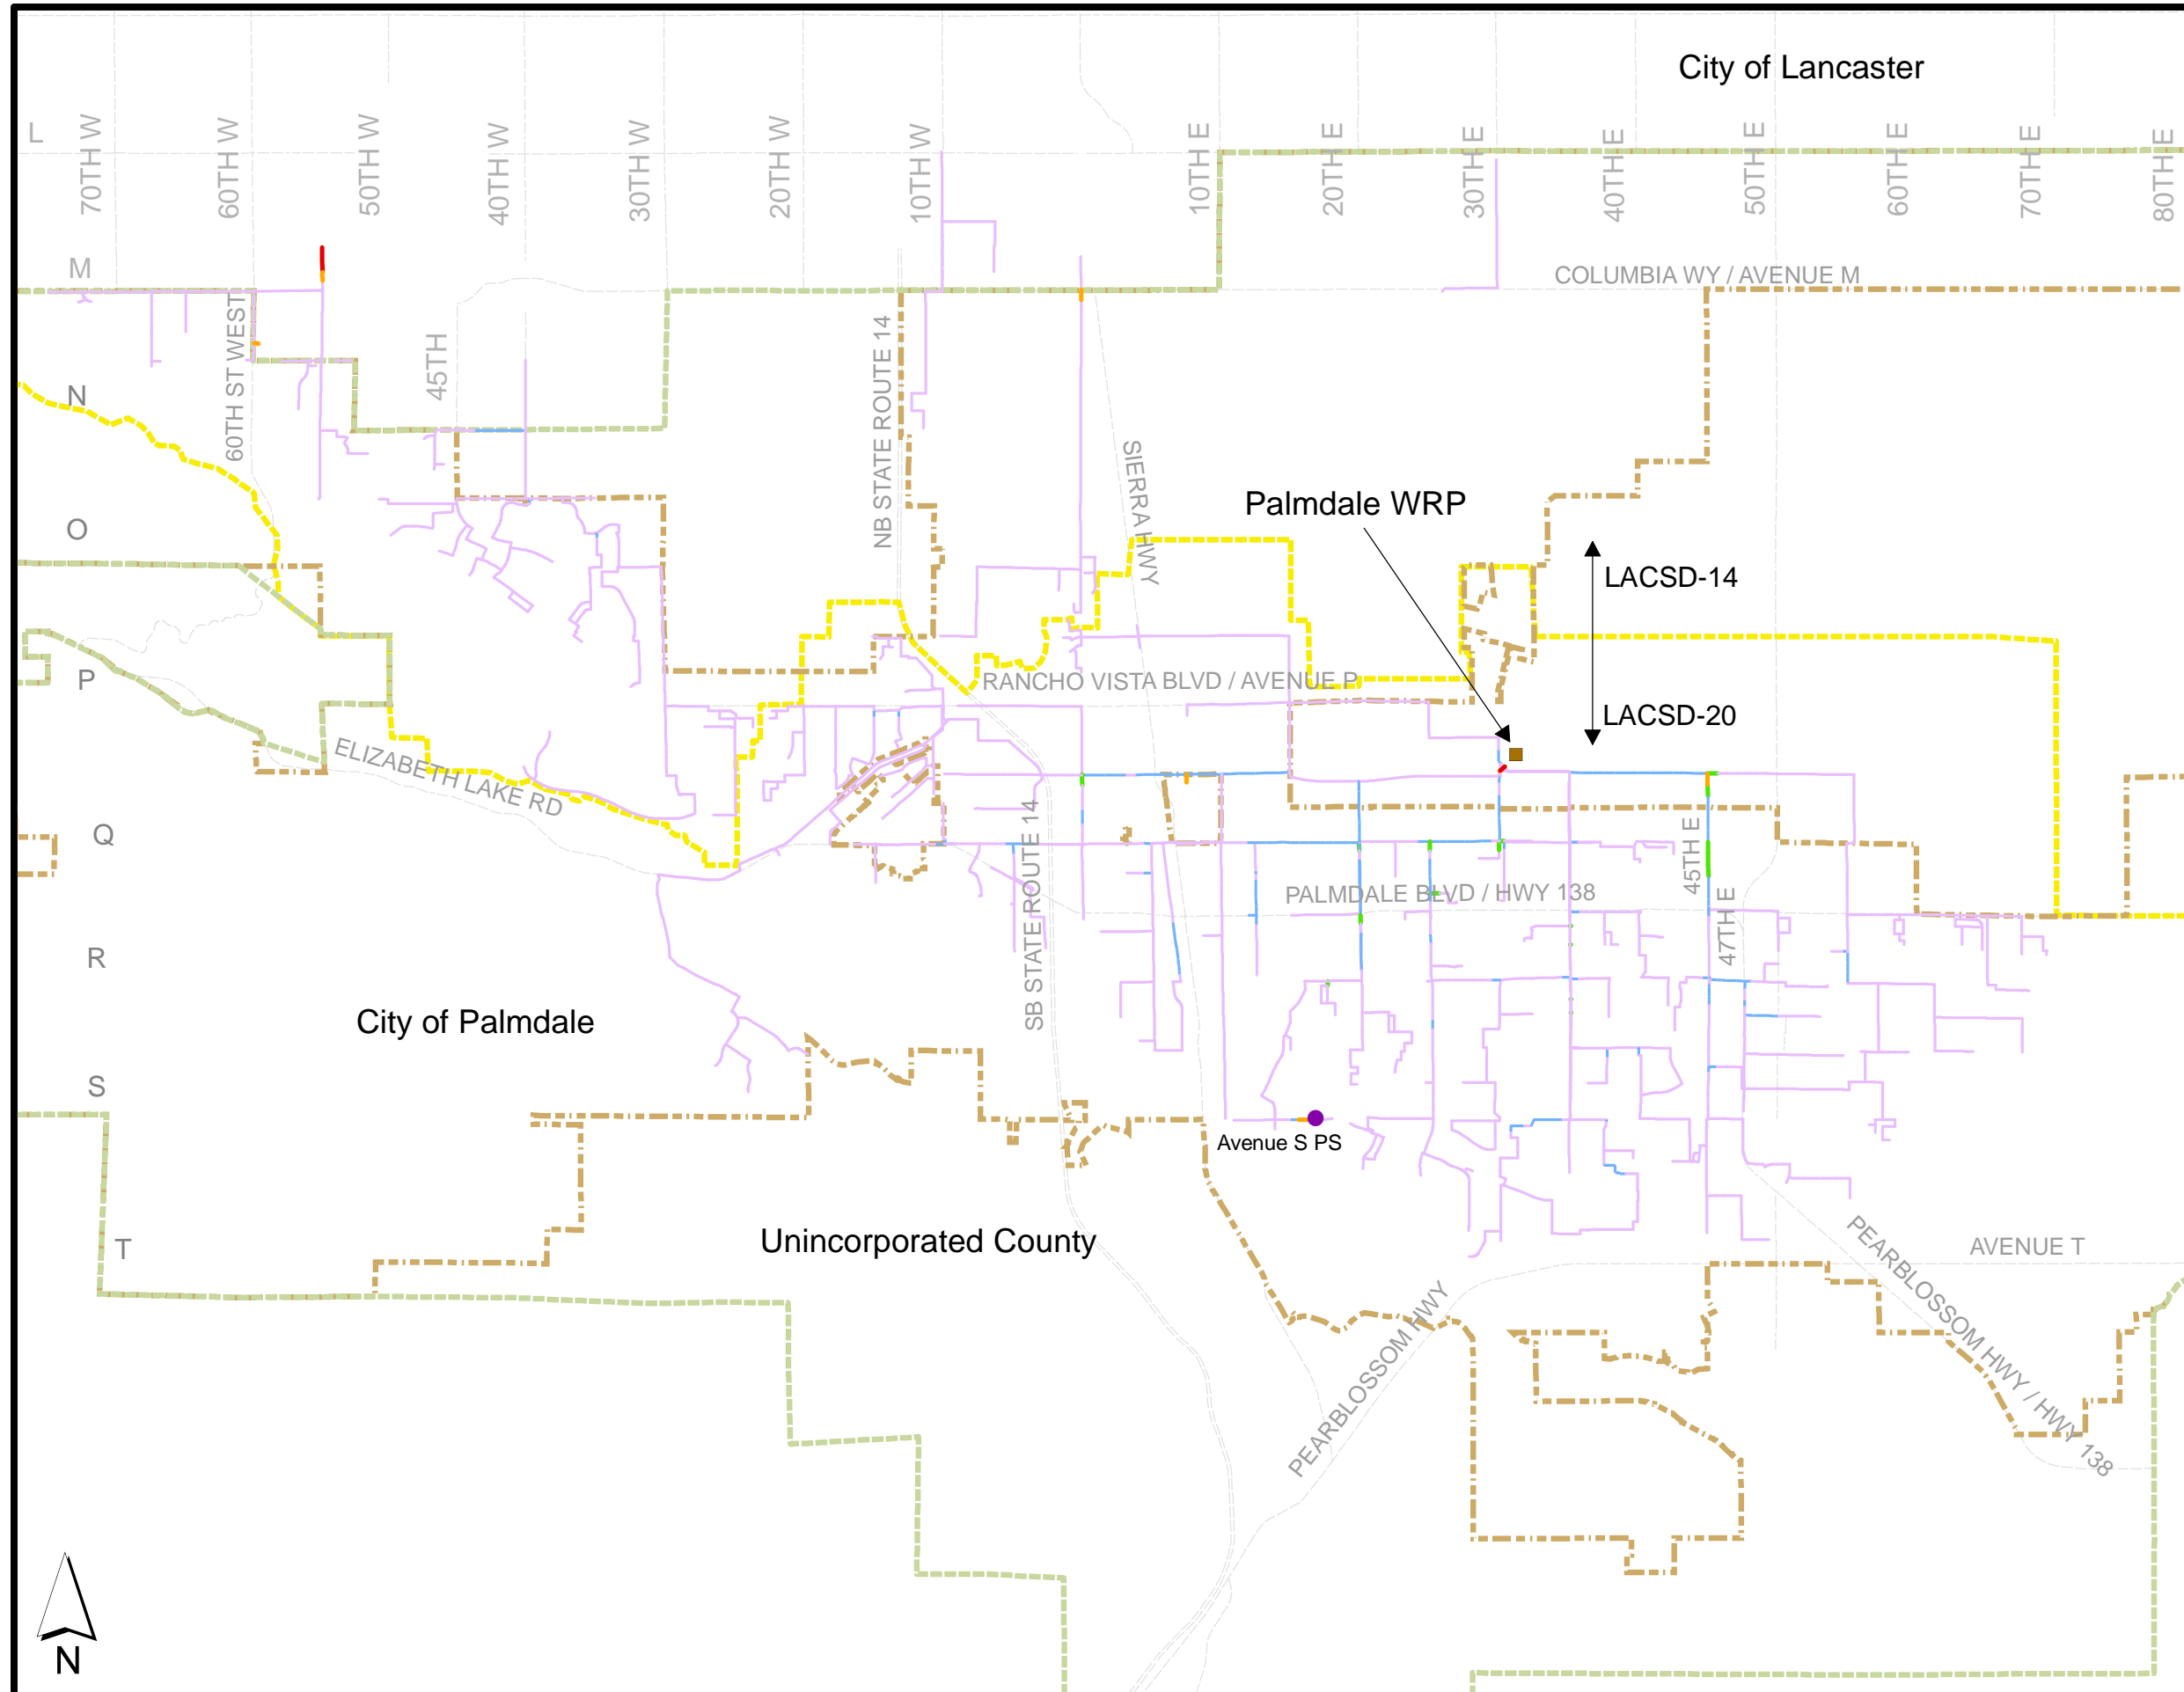 City of Lancaster
L
70TH W
60TH W
50TH W
40TH W
30TH W
20TH W
10TH W
10TH E
20TH E
30TH E
40TH E
50TH E
60TH E
70TH E
80TH E
M
COLUMBIA WY / AVENUE M
60TH ST WEST
45TH
NB STATE ROUTE 14
N
SIERRA HWY
Palmdale WRP
O
LACSD-14
P
RANCHO VISTA BLVD / AVENUE P
LACSD-20
ELIZABETH LAKE RD
Q
SB STATE ROUTE 14
PALMDALE BLVD / HWY 138
45TH E
47TH E
R
City of Palmdale
S
Avenue S PS
T
Unincorporated County
AVENUE T
PEARBLOSSOM HWY
PEARBLOSSOM HWY / HWY 138
N